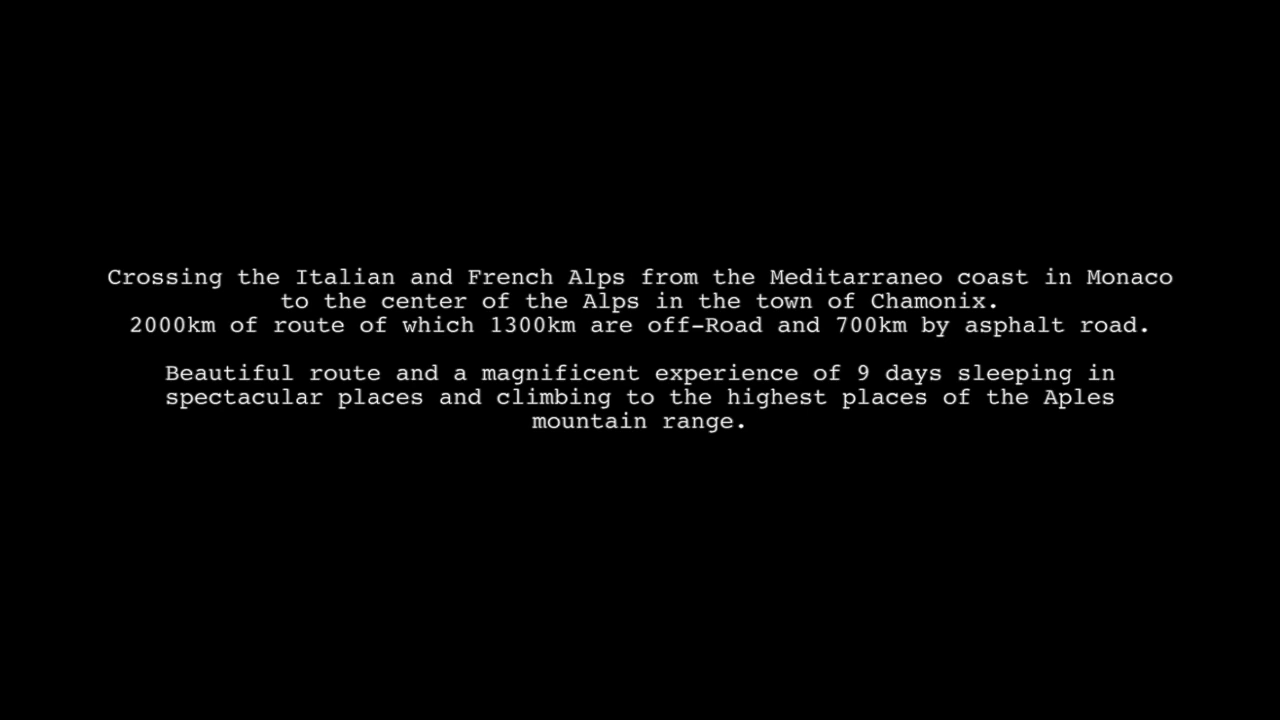 Crossing the Italian and French Alps from the Meditarraneo coast in Monaco
to the center of the Alps in the town of Chamonix.
2000km of route of which 1300km are off-Road and 700km by asphalt road.
Beautiful route and a magnificent experience of 9 days sleeping in
spectacular places and climbing to the highest places of the Aples
mountain range.